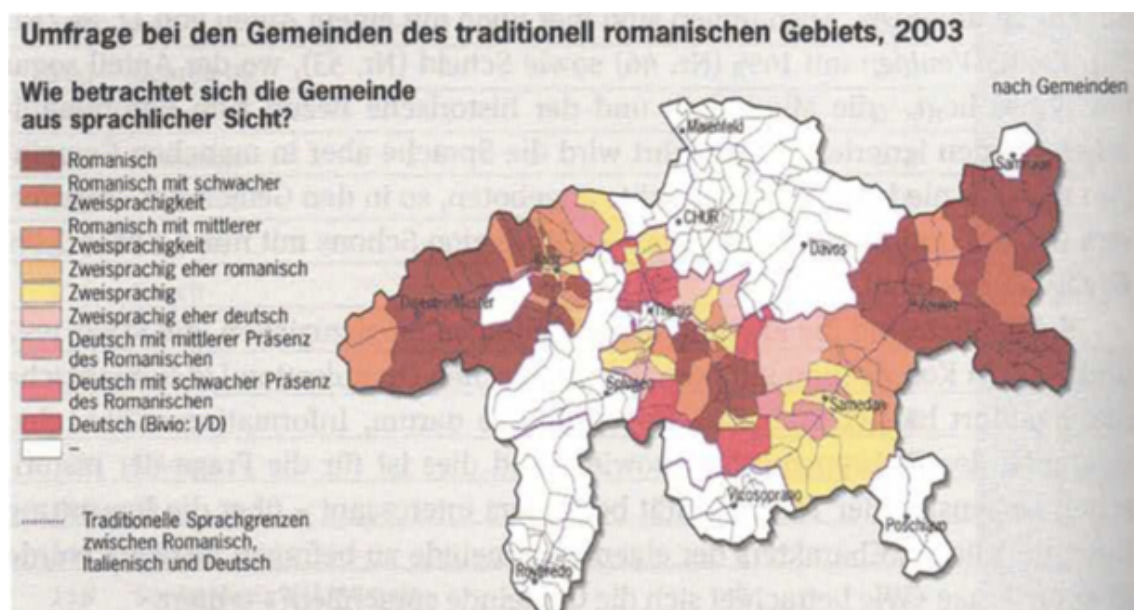 Umfrage bei den Gemeinden des traditionell romanischen Gebiets, 2003
Wie betrachtet sich die Gemeinde
aus sprachlicher Sicht?
nach Gemeinden
Romanisch
Romanisch mit schwacher
Zweisprachigkeit
Romanisch mit mittlerer
Zweisprachigkeit
Zweisprachig eher romanisch
Zweisprachig
Zweisprachig eher deutsch
Deutsch mit mittlerer Präsenz
des Romanischen
Deutsch mit schwacher Präsenz
des Romanischen
Deutsch (Bivio: I/D)
–
Traditionelle Sprachgrenzen
zwischen Romanisch,
Italienisch und Deutsch
Maienfeld
Samnaun
CHUR
Davos
Thusis
Splügen
Samedan
Vicosoprano
Poschiavo